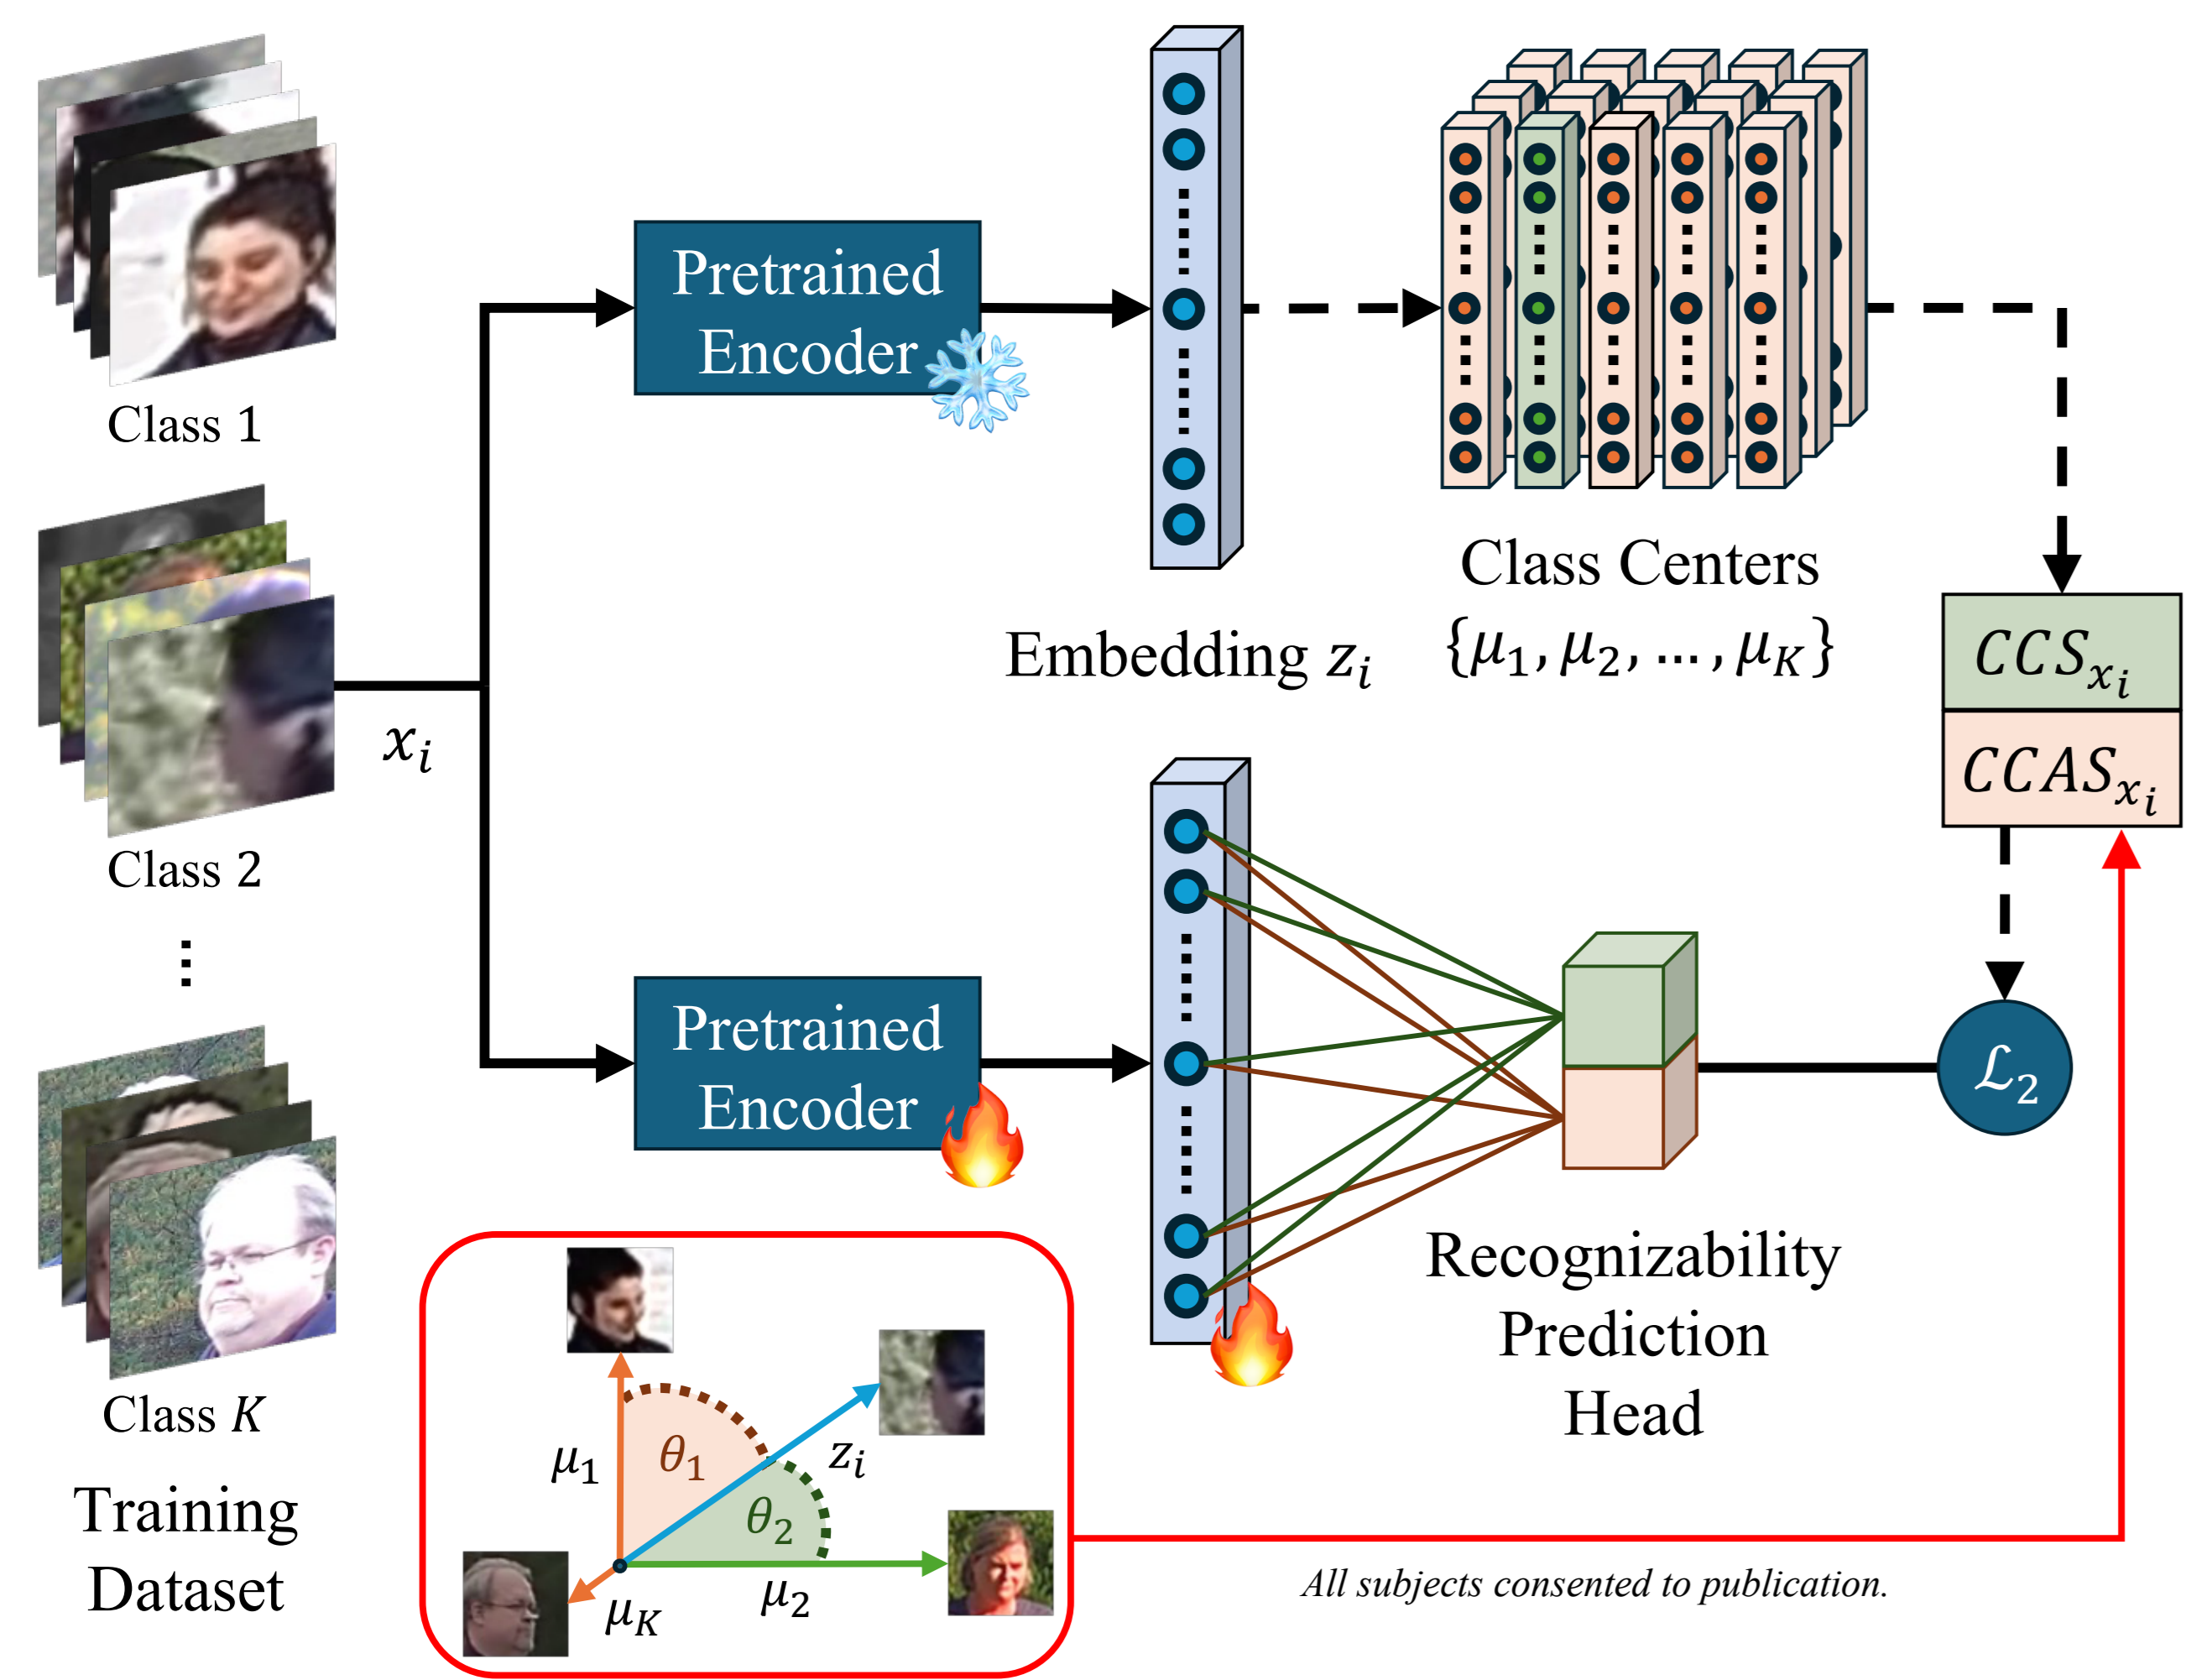 Class 1
Class 2
⋮
Class K
Training
Dataset
x_i
Pretrained
Encoder
Embedding z_i
Class Centers
{μ_1, μ_2, …, μ_K}
CCS_{x_i}
CCAS_{x_i}
Pretrained
Encoder
ℒ_2
Recognizability
Prediction
Head
μ_1
θ_1
z_i
θ_2
μ_2
μ_K
All subjects consented to publication.